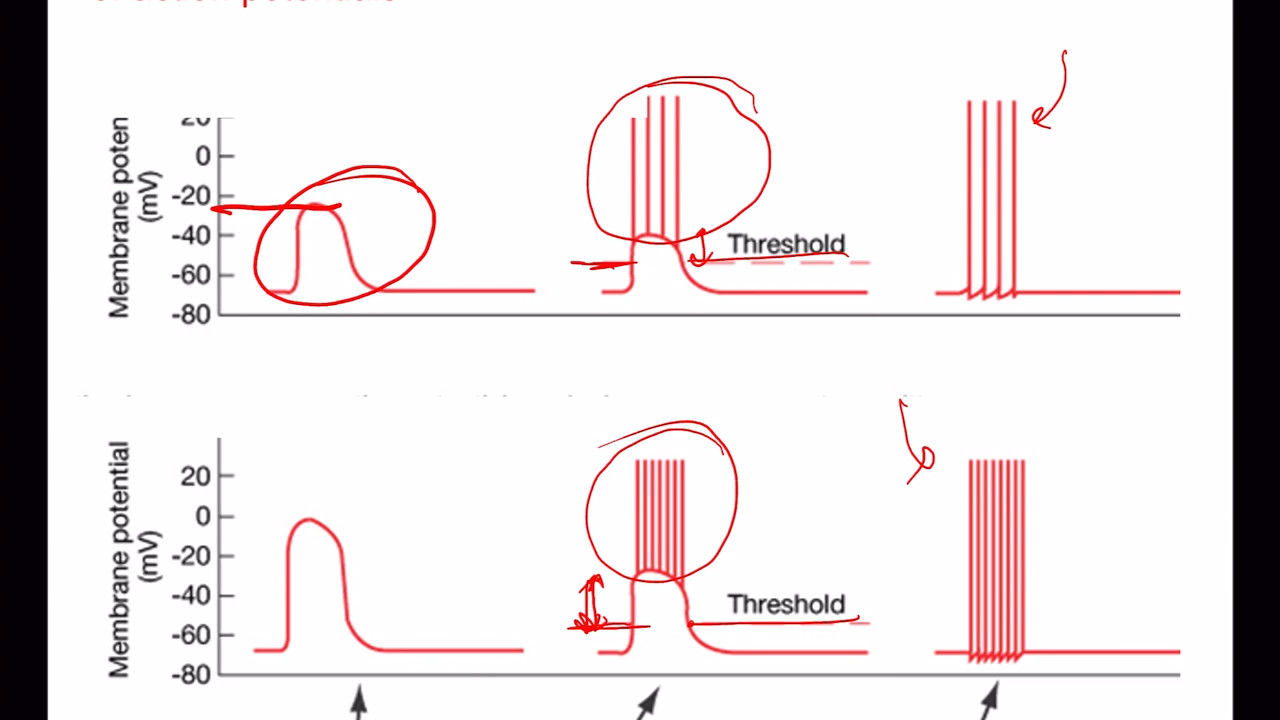 Membrane poten
(mV)
20
0
-20
-40
-60
-80
Threshold
Membrane potential
(mV)
20
0
-20
-40
-60
-80
Threshold